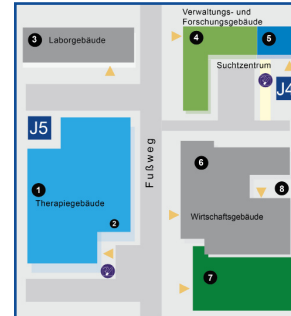 Verwaltungs- und
Forschungsgebäude
3 Laborgebäude
4
5
Suchtzentrum
J4
J5
Fußweg
6
1
8
Therapiegebäude
2
Wirtschaftsgebäude
7